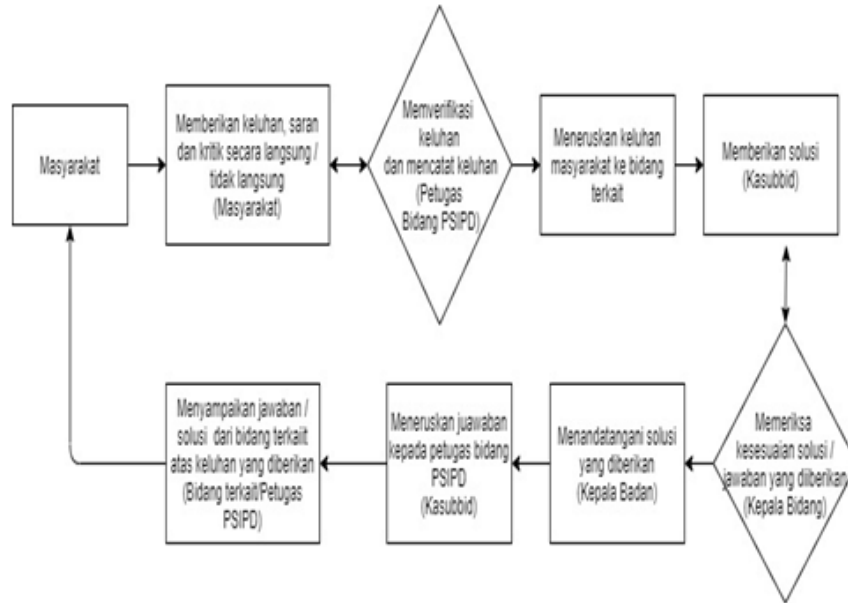 Masyarakat
Memberikan keluhan, saran
dan kritik secara langsung /
tidak langsung
(Masyarakat)
Memverifikasi
keluhan
dan mencatat keluhan
(Petugas
Bidang PSIPD)
Meneruskan keluhan
masyarakat ke bidang
terkait
Memberikan solusi
(Kasubbid)
Memeriksa
kesesuaian solusi /
jawaban yang diiberikan
(Kepala Bidang)
Menandatangani solusi
yang diberikan
(Kepala Badan)
Meneruskan juawaban
kepada petugas bidang
PSIPD
(Kasubbid)
Menyampaikan jawaban /
solusi dari bidang terkaiit
atas keluhan yang diberikan
(Bidang terkait/Petugas
PSIPD)